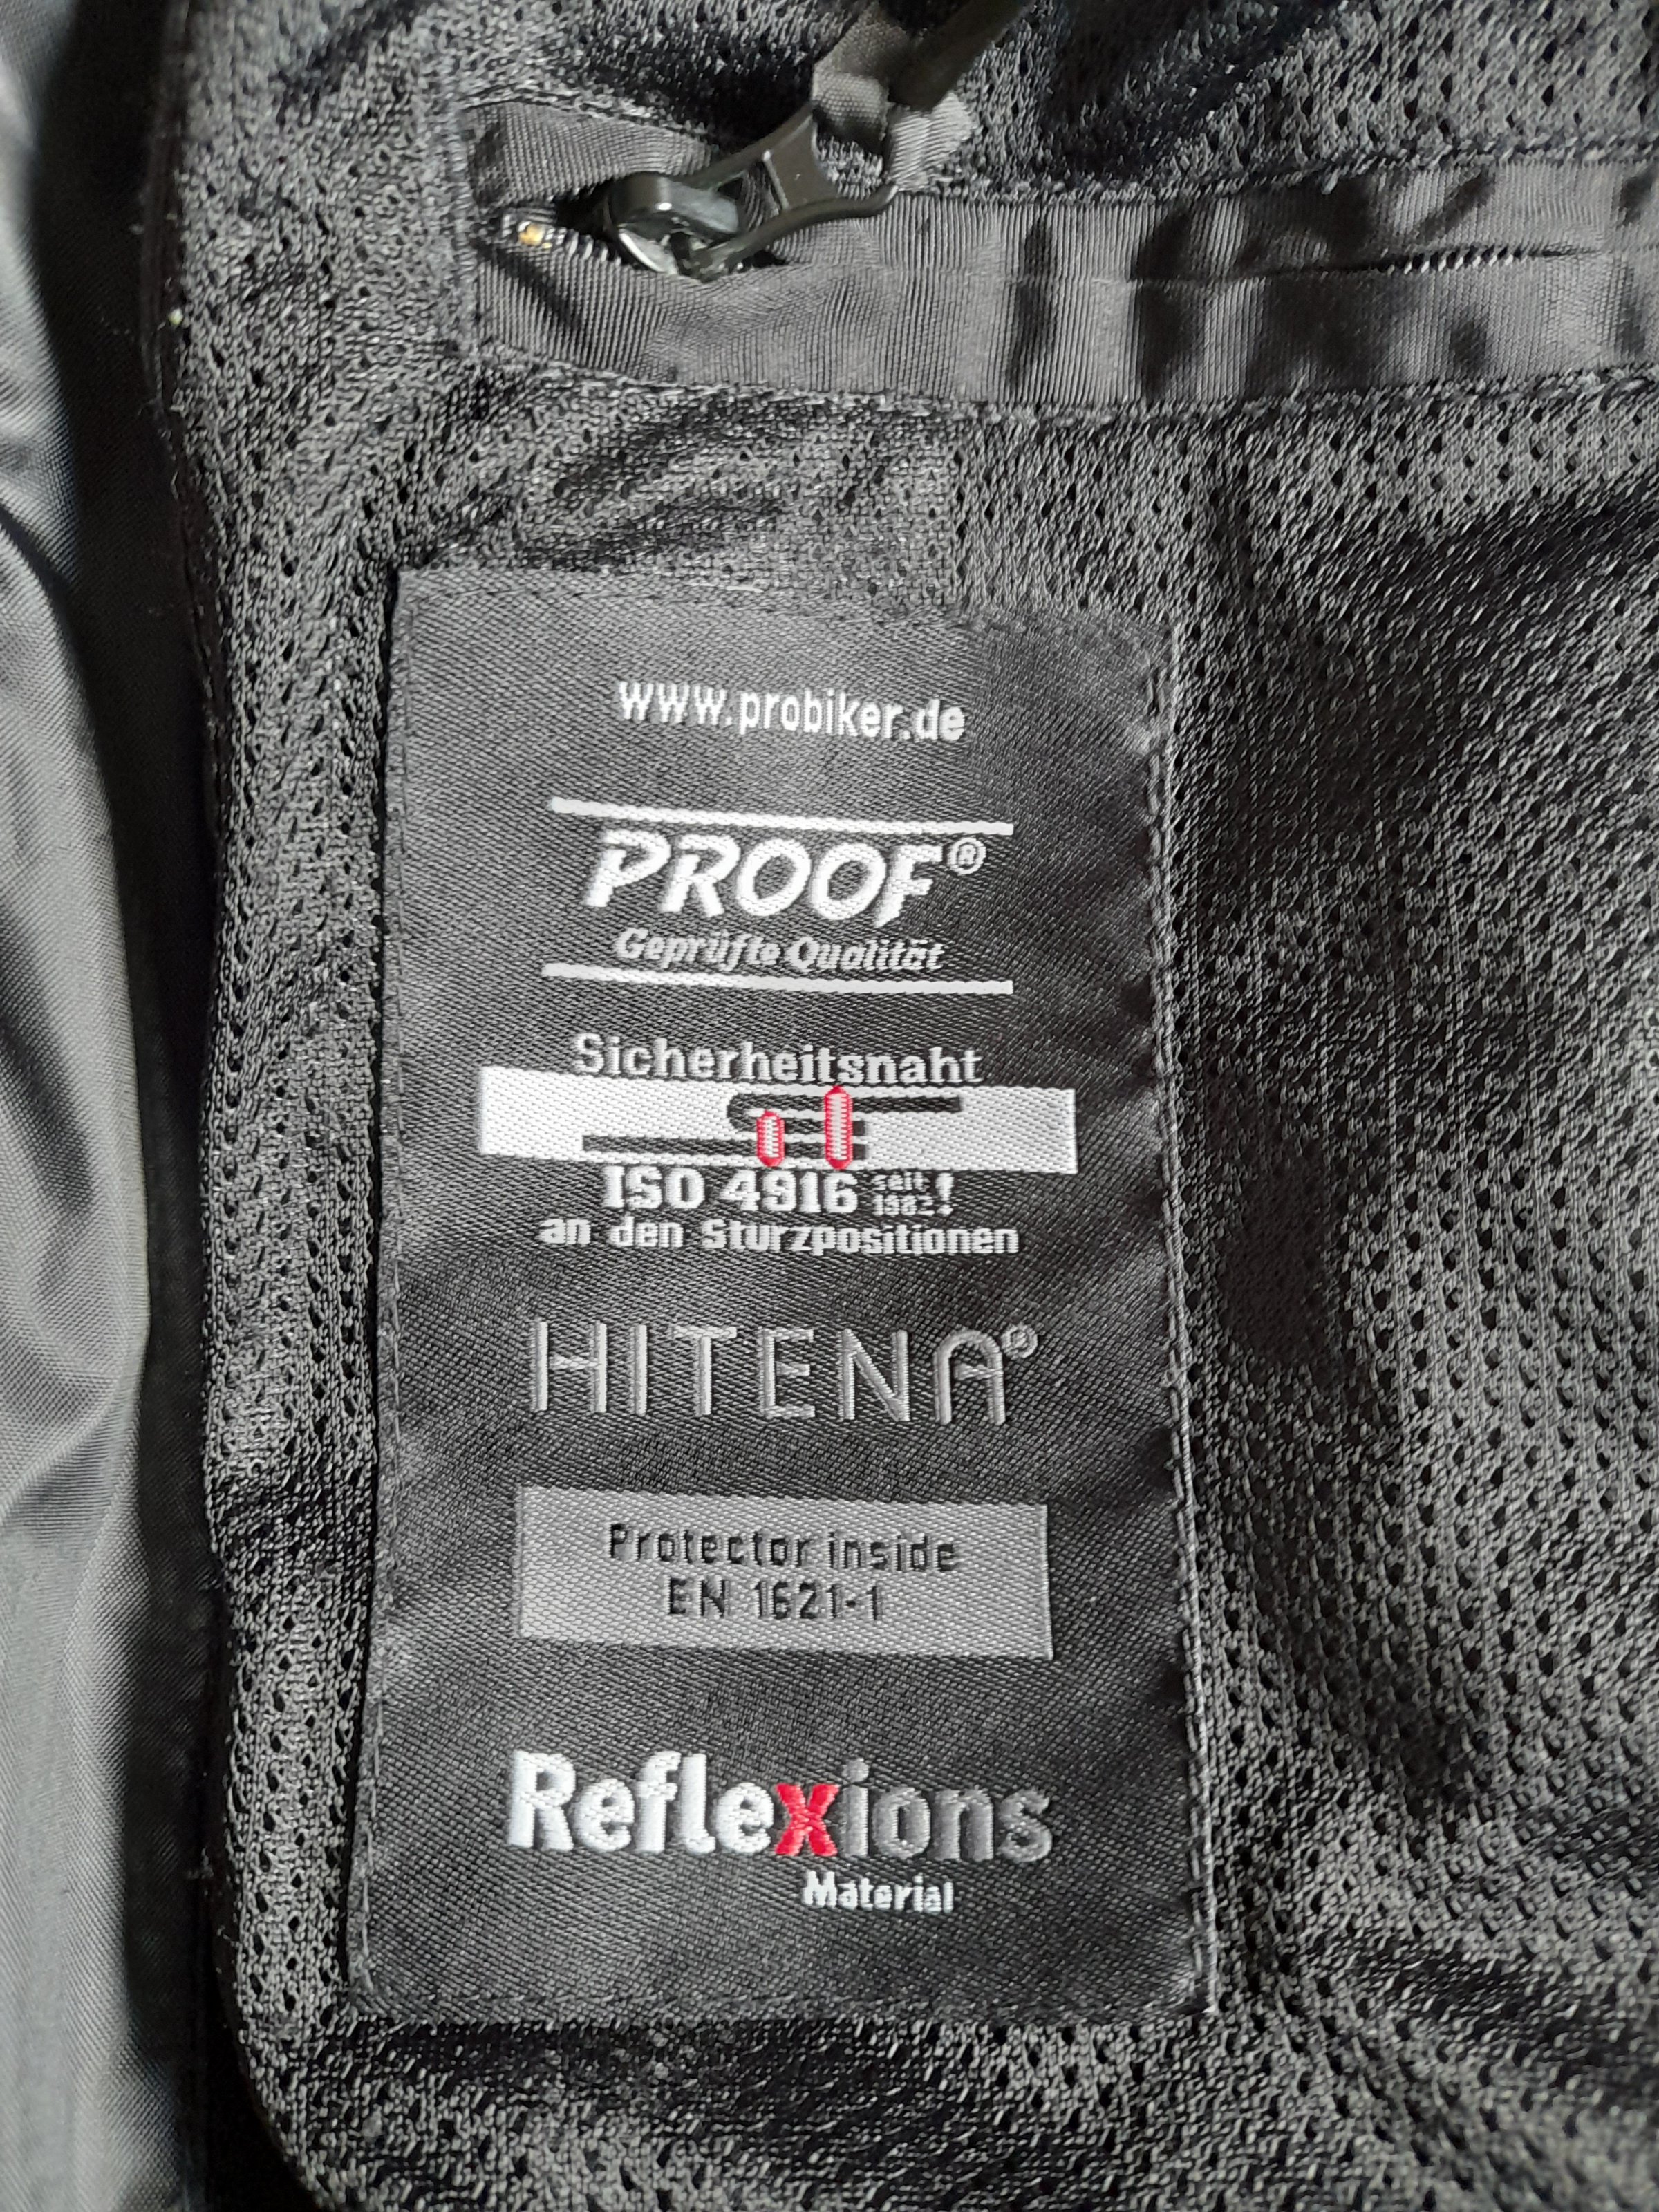 www.probiker.de
PROOF®
Geprüfte Qualität
Sicherheitsnaht
ISO 4916 seit 1982!
an den Sturzpositionen
HITENA®
Protector inside
EN 1621-1
Reflexions
Material